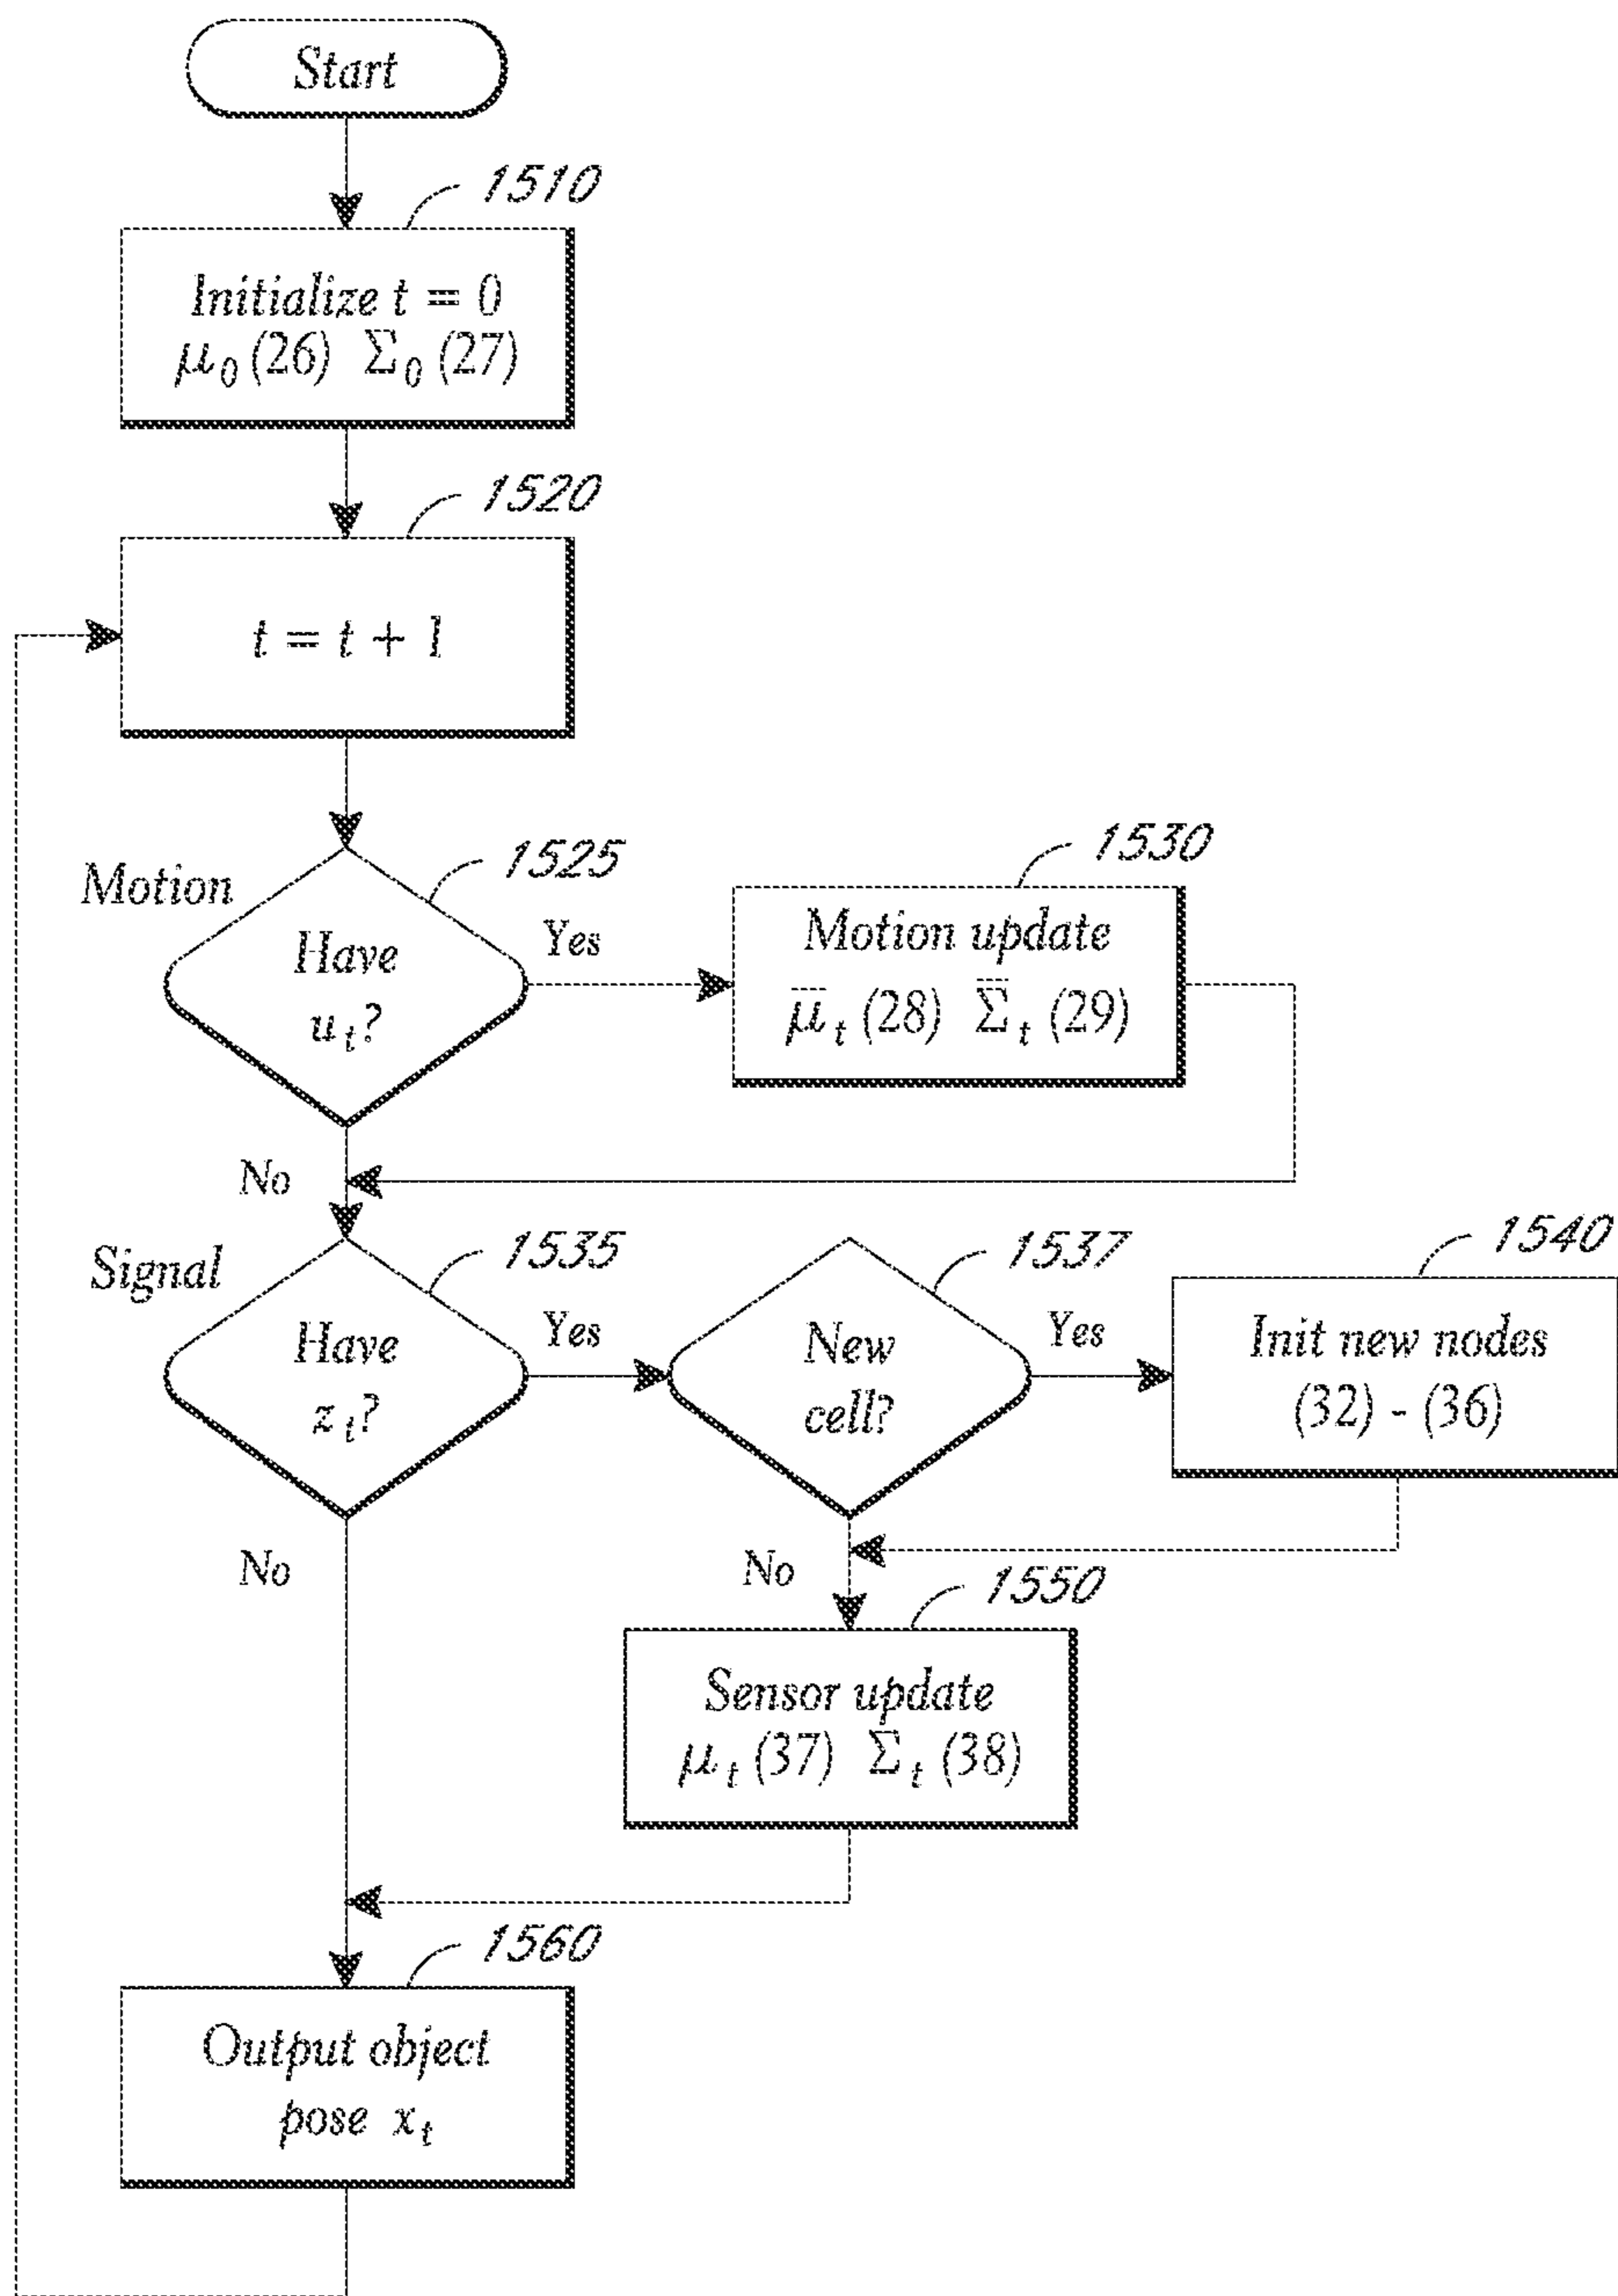 Start
1510
Initialize t = 0
μ₀ (26) Σ₀ (27)
1520
t = t + 1
Motion
1525
Have
uₜ?
Yes
1530
Motion update
μ̅ₜ (28) Σ̅ₜ (29)
No
Signal
1535
Have
zₜ?
Yes
1537
New
cell?
Yes
1540
Init new nodes
(32) - (36)
No
No
1550
Sensor update
μₜ (37) Σₜ (38)
1560
Output object
pose xₜ